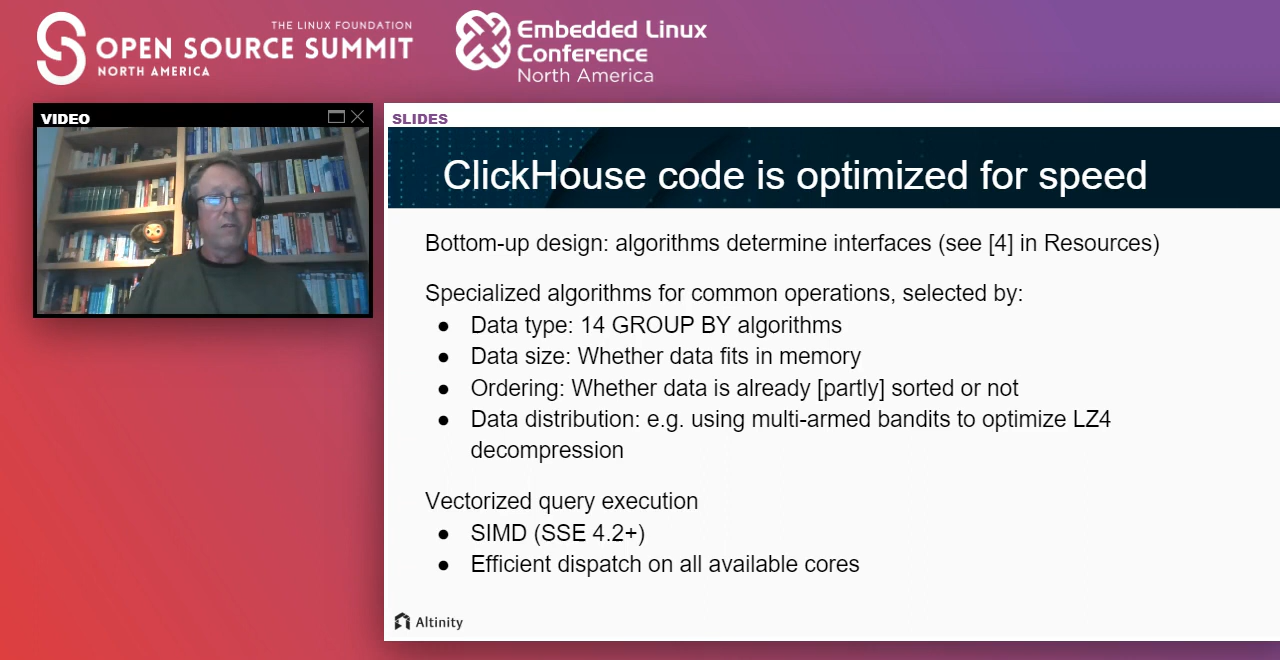 THE LINUX FOUNDATION
OPEN SOURCE SUMMIT
NORTH AMERICA
Embedded Linux
Conference
North America
VIDEO
SLIDES
ClickHouse code is optimized for speed
Bottom-up design: algorithms determine interfaces (see [4] in Resources)
Specialized algorithms for common operations, selected by:
● Data type: 14 GROUP BY algorithms
● Data size: Whether data fits in memory
● Ordering: Whether data is already [partly] sorted or not
● Data distribution: e.g. using multi-armed bandits to optimize LZ4
decompression
Vectorized query execution
● SIMD (SSE 4.2+)
● Efficient dispatch on all available cores
Altinity